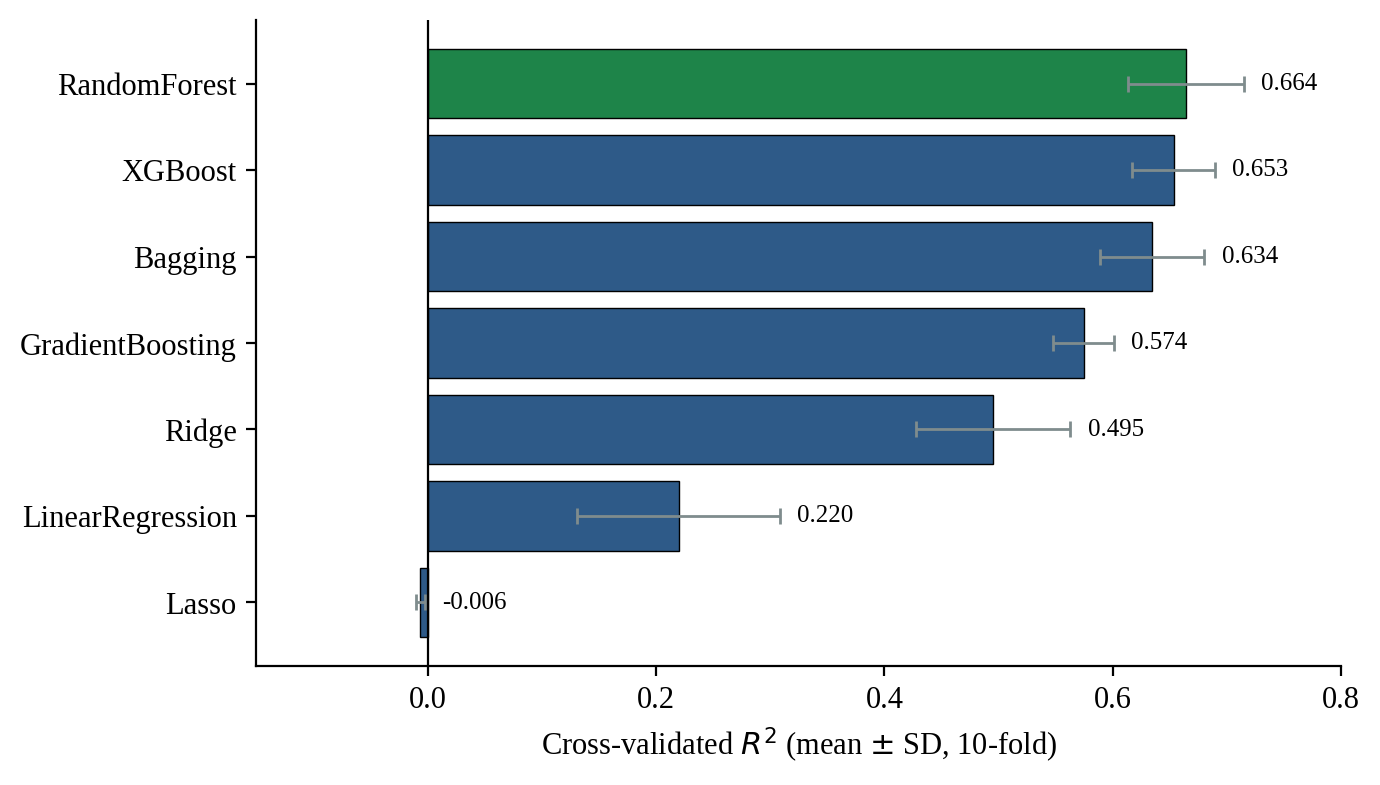 RandomForest 0.664
XGBoost 0.653
Bagging 0.634
GradientBoosting 0.574
Ridge 0.495
LinearRegression 0.220
Lasso -0.006
0.0 0.2 0.4 0.6 0.8
Cross-validated R² (mean ± SD, 10-fold)